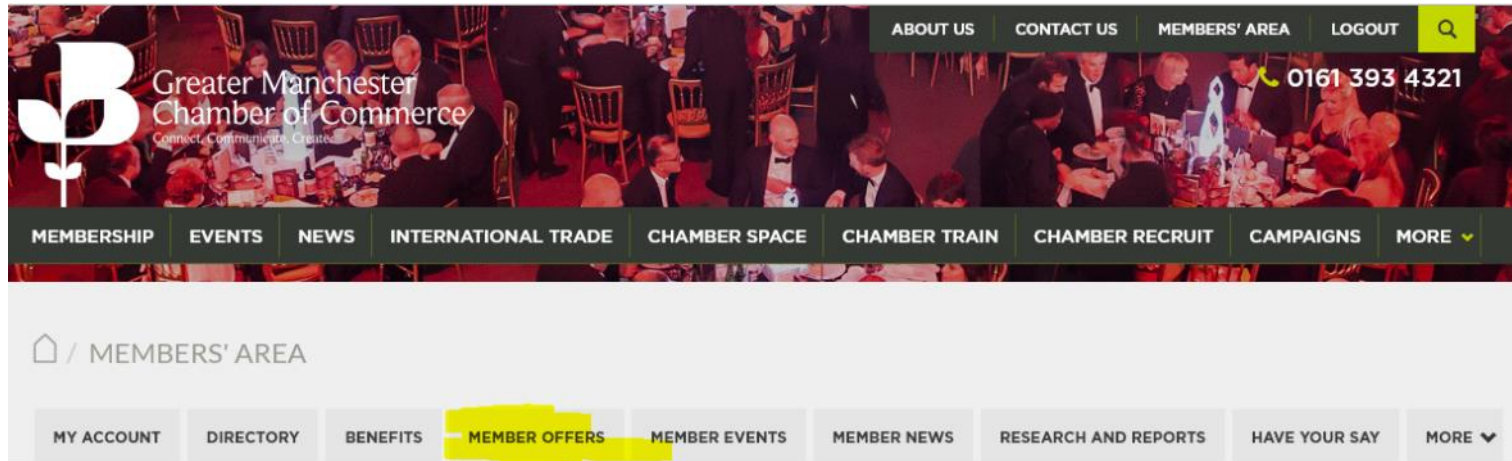 ABOUT US CONTACT US MEMBERS' AREA LOGOUT
0161 393 4321
Greater Manchester
Chamber of Commerce
Connect. Communicate. Create.
MEMBERSHIP EVENTS NEWS INTERNATIONAL TRADE CHAMBER SPACE CHAMBER TRAIN CHAMBER RECRUIT CAMPAIGNS MORE
/ MEMBERS' AREA
MY ACCOUNT DIRECTORY BENEFITS MEMBER OFFERS MEMBER EVENTS MEMBER NEWS RESEARCH AND REPORTS HAVE YOUR SAY MORE